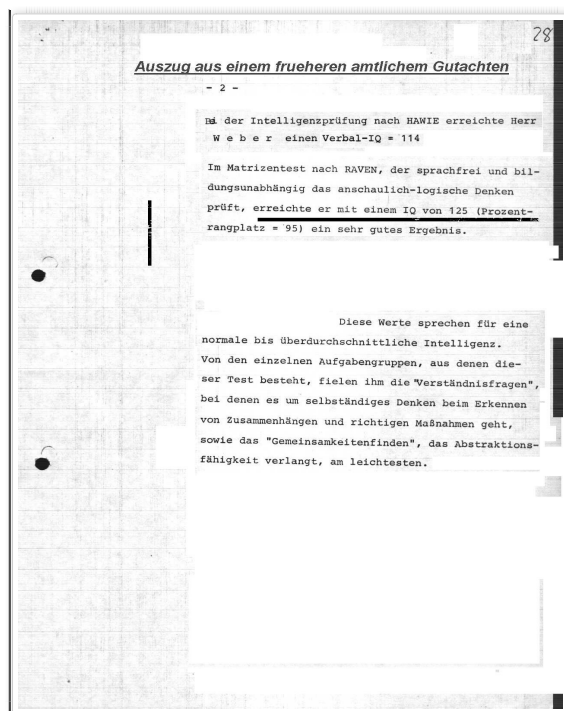 28
Auszug aus einem frueheren amtlichem Gutachten
- 2 -
Bei der Intelligenzprüfung nach HAWIE erreichte Herr
W e b e r einen Verbal-IQ = 114
Im Matrizentest nach RAVEN, der sprachfrei und bil-
dungsunabhängig das anschaulich-logische Denken
prüft, erreichte er mit einem IQ von 125 (Prozent-
rangplatz = 95) ein sehr gutes Ergebnis.
Diese Werte sprechen für eine
normale bis überdurchschnittliche Intelligenz.
Von den einzelnen Aufgabengruppen, aus denen die-
ser Test besteht, fielen ihm die "Verständnisfragen",
bei denen es um selbständiges Denken beim Erkennen
von Zusammenhängen und richtigen Maßnahmen geht,
sowie das "Gemeinsamkeitenfinden", das Abstraktions-
fähigkeit verlangt, am leichtesten.